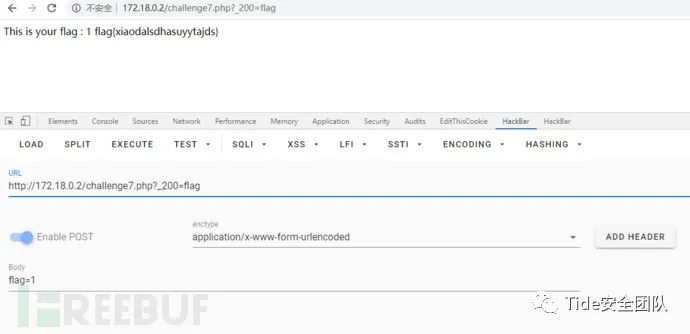 不安全 | 172.18.0.2/challenge7.php?_200=flag
This is your flag : 1 flag{xiaodalsdhasuyytajds}
Elements Console Sources Network Performance Memory Application Security Audits EditThisCookie HackBar HackBar
LOAD SPLIT EXECUTE TEST SQLI XSS LFI SSTI ENCODING HASHING
URL
http://172.18.0.2/challenge7.php?_200=flag
Enable POST
enctype
application/x-www-form-urlencoded
ADD HEADER
Body
flag=1
FREEBUF
Tide安全团队